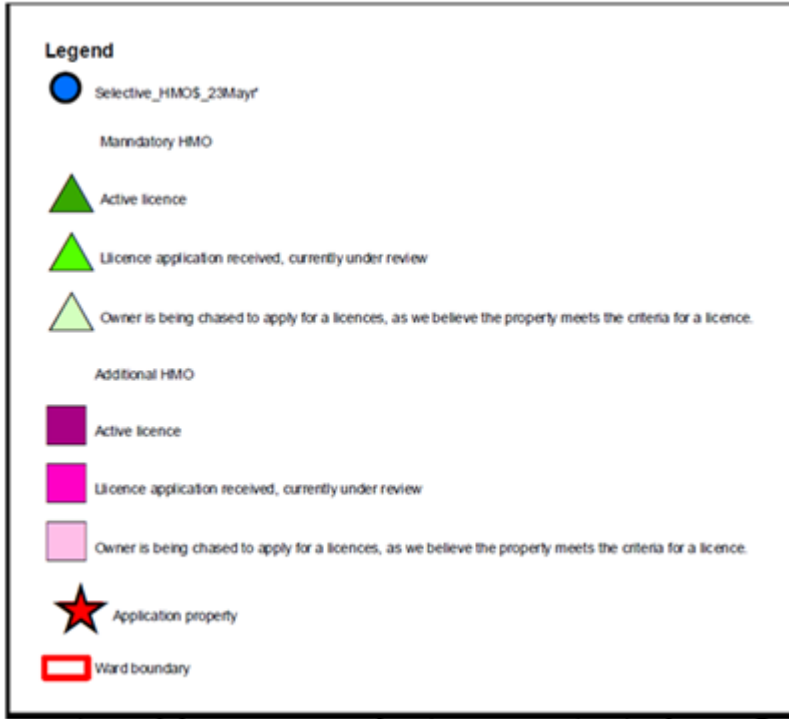 Legend
Selective_HMO$_23Mayr'
Manndatory HMO
Active licence
Llicence application received, currently under review
Owner is being chased to apply for a licences, as we believe the property meets the criteria for a licence.
Additional HMO
Active licence
Llicence application received, currently under review
Owner is being chased to apply for a licences, as we believe the property meets the criteria for a licence.
Application property
Ward boundary